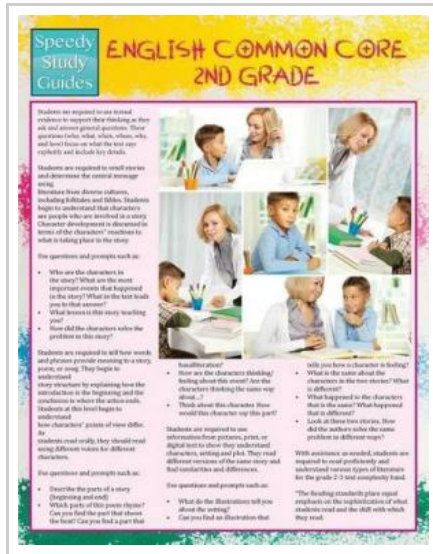 Speedy
Study
Guides
ENGLISH COMMON CORE
2ND GRADE
Students are required to use textual
evidence to support their thinking as they
ask and answer general questions. These
questions (who, what, when, where, why,
and how) focus on what the text says
explicitly and include key details.
Students are required to retell stories
and determine the central message
using
literature from diverse cultures,
including folktales and fables. Students
begin to understand that characters
are people who are involved in a story.
Character development is discussed in
terms of the characters' reactions to
what is taking place in the story.
Use questions and prompts such as:
• Who are the characters in
the story? What are the most
important events that happened
in the story? What in the text leads
you to that answer?
• What lesson is this story teaching
you?
• How did the characters solve the
problem in this story?
Students are required to tell how words
and phrases provide meaning to a story,
poem, or song. They begin to
understand
story structure by explaining how the
introduction is the beginning and the
conclusion is where the action ends.
Students at this level begin to
understand
how characters' points of view differ.
As
students read orally, they should read
using different voices for different
characters.
Use questions and prompts such as:
• Describe the parts of a story
(beginning and end)
• Which parts of this poem rhyme?
Can you find the part that shows
the beat? Can you find a part that
hasalliteration?
• How are the characters thinking/
feeling about this event? Are the
characters thinking the same way
about...?
• Think about this character. How
would this character say this part?
Students are required to use
information from pictures, print, or
digital text to show they understand
characters, setting and plot. They read
different versions of the same story and
find similarities and differences.
Use questions and prompts such as:
• What do the illustrations tell you
about the setting?
• Can you find an illustration that
tells you how a character is feeling?
• What is the same about the
characters in the two stories? What
is different?
• What happened to the characters
that is the same? What happened
that is different?
• Look at these two stories. How
did the authors solve the same
problem in different ways?
With assistance as needed, students are
required to read proficiently and
understand various types of literature
for the grade 2-3 text complexity band.
"The Reading standards place equal
emphasis on the sophistication of what
students read and the skill with which
they read.